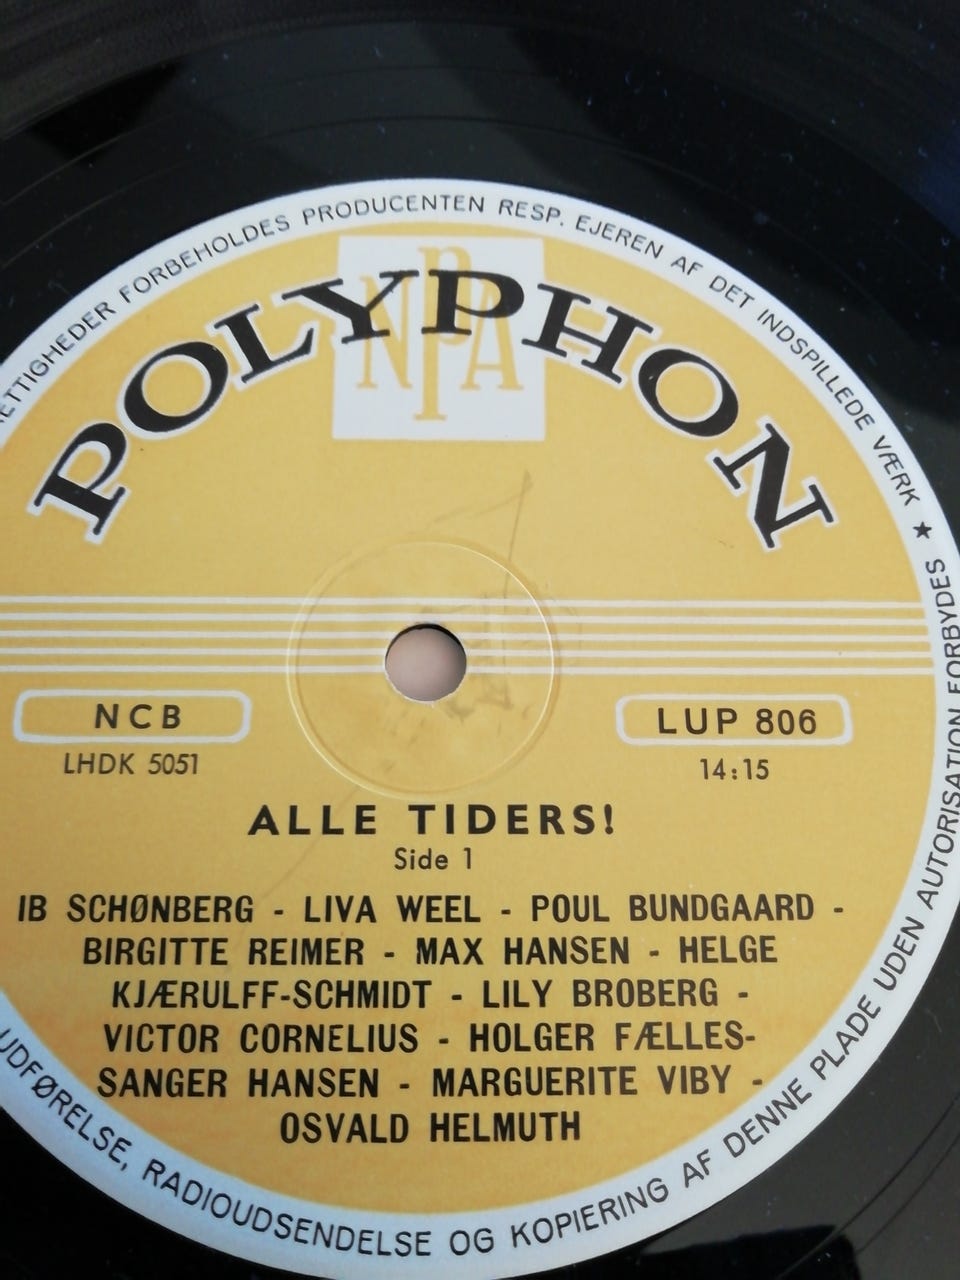 RETTIGHEDER FORBEHOLDES PRODUCENTEN RESP. EJEREN AF DET INDSPILLEDE VÆRK ★
UDFØRELSE, RADIOUDSENDELSE OG KOPIERING AF DENNE PLADE UDEN AUTORISATION FORBYDES
NPA
POLYPHON
NCB
LUP 806
LHDK 5051
14:15
ALLE TIDERS!
Side 1
IB SCHØNBERG - LIVA WEEL - POUL BUNDGAARD -
BIRGITTE REIMER - MAX HANSEN - HELGE
KJÆRULFF-SCHMIDT - LILY BROBERG -
VICTOR CORNELIUS - HOLGER FÆLLES-
SANGER HANSEN - MARGUERITE VIBY -
OSVALD HELMUTH